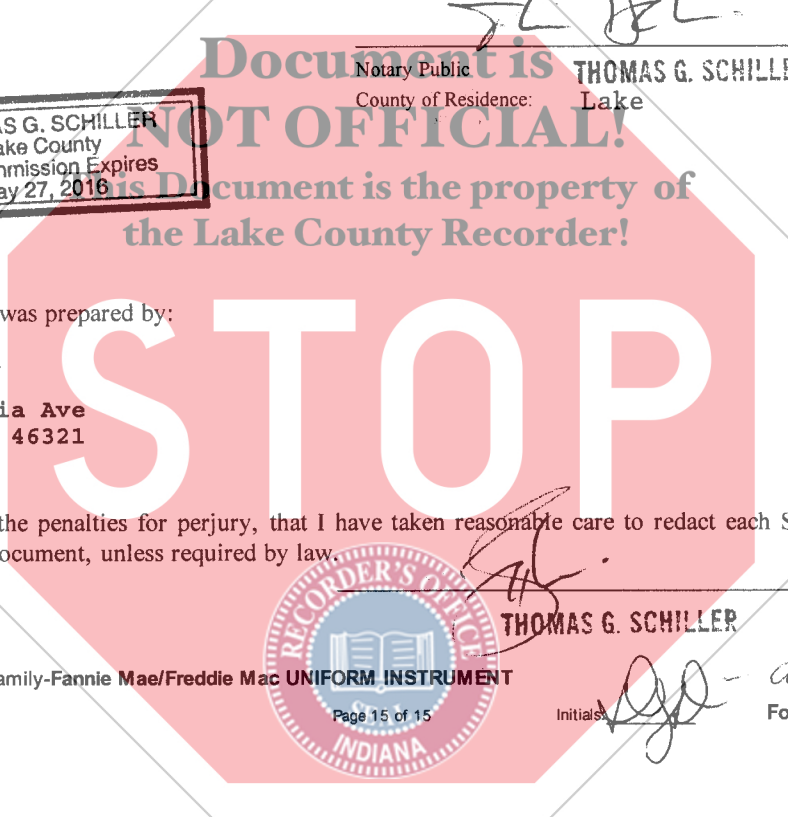 Document is
Notary Public
THOMAS G. SCHILLE
County of Residence:
Lake
AS G. SCHILLER
ake County
mmission Expires
ay 27, 2016
NOT OFFICIAL!
This Document is the property of
the Lake County Recorder!
was prepared by:
STOP
ia Ave
46321
the penalties for perjury, that I have taken reasonable care to redact each S
ocument, unless required by law.
THOMAS G. SCHILLER
RECORDER'S OFFICE
SEAL
INDIANA
amily-Fannie Mae/Freddie Mac UNIFORM INSTRUMENT
Page 15 of 15
Initials:
Fo